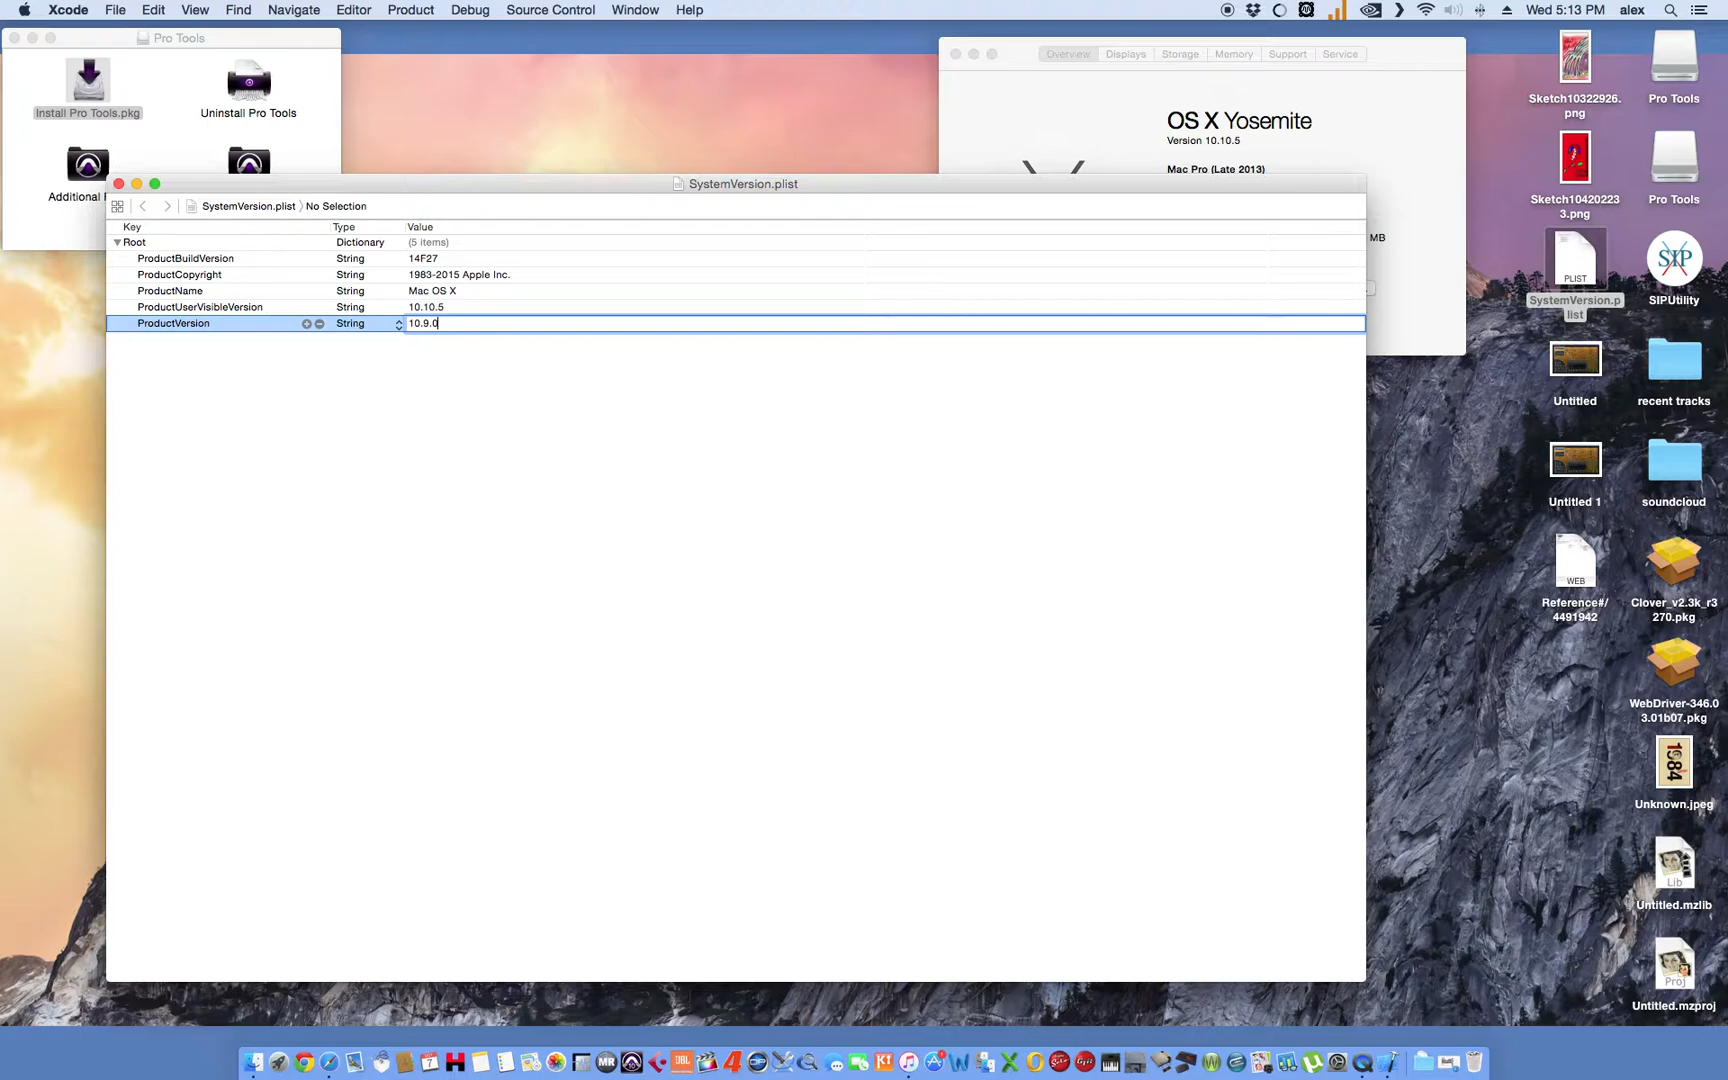 Xcode File Edit View Find Navigate Editor Product Debug Source Control Window Help
Wed 5:13 PM alex
Pro Tools
Install Pro Tools.pkg
Uninstall Pro Tools
Additional
Overview Displays Storage Memory Support Service
OS X Yosemite
Version 10.10.5
Mac Pro (Late 2013)
MB
SystemVersion.plist
SystemVersion.plist No Selection
Key Type Value
Root Dictionary (5 items)
ProductBuildVersion String 14F27
ProductCopyright String 1983-2015 Apple Inc.
ProductName String Mac OS X
ProductUserVisibleVersion String 10.10.5
ProductVersion String 10.9.0
Sketch10322926.
png
Pro Tools
Sketch1042022
3.png
Pro Tools
PLIST
SystemVersion.p
list
SIP
SIPUtility
Untitled
recent tracks
Untitled 1
soundcloud
WEB
Reference#/
4491942
Clover_v2.3k_r3
270.pkg
WebDriver-346.0
3.01b07.pkg
1984
Unknown.jpeg
Lib
Untitled.mzlib
Proj
Untitled.mzproj
7
MR
JBL
4